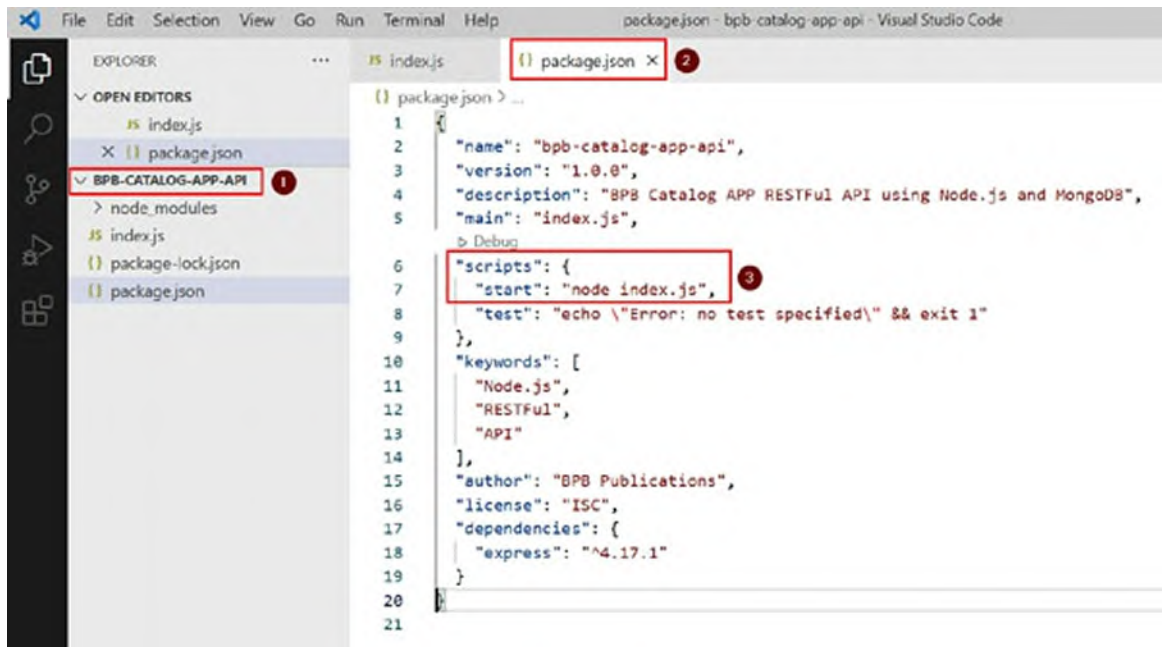 File Edit Selection View Go Run Terminal Help package.json - bpb-catalog-app-api - Visual Studio Code
EXPLORER ...
OPEN EDITORS
JS index.js
× {} package.json
BPB-CATALOG-APP-API 1
> node_modules
JS index.js
{} package-lock.json
{} package.json
JS index.js {} package.json × 2
{} package.json > ...
1 {
2 "name": "bpb-catalog-app-api",
3 "version": "1.0.0",
4 "description": "BPB Catalog APP RESTFul API using Node.js and MongoDB",
5 "main": "index.js",
Debug
6 "scripts": {
7 "start": "node index.js", 3
8 "test": "echo \"Error: no test specified\" && exit 1"
9 },
10 "keywords": [
11 "Node.js",
12 "RESTFul",
13 "API"
14 ],
15 "author": "BPB Publications",
16 "license": "ISC",
17 "dependencies": {
18 "express": "^4.17.1"
19 }
20 }
21